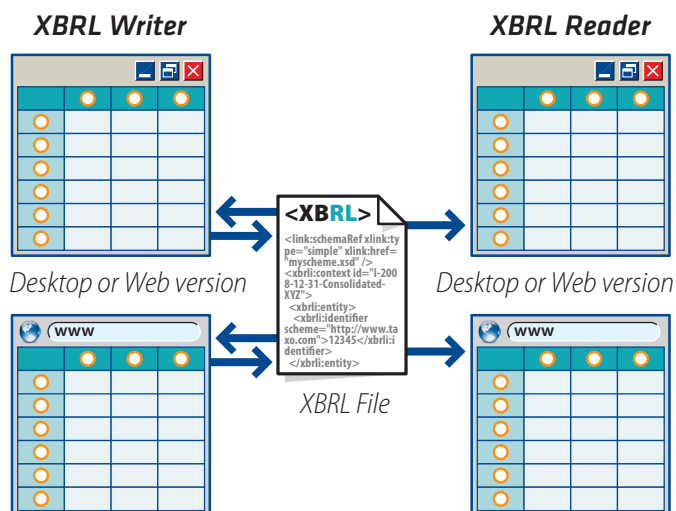 XBRL Writer
XBRL Reader
<XBRL>
<link:schemaRef xlink:ty
pe="simple" xlink:href=
"myscheme.xsd" />
<xbrli:context id="I-200
8-12-31-Consolidated-
XYZ">
<xbrli:entity>
<xbrli:identifier
scheme="http://www.ta
xo.com">12345</xbrli:i
dentifier>
</xbrli:entity>
Desktop or Web version
Desktop or Web version
www
www
XBRL File